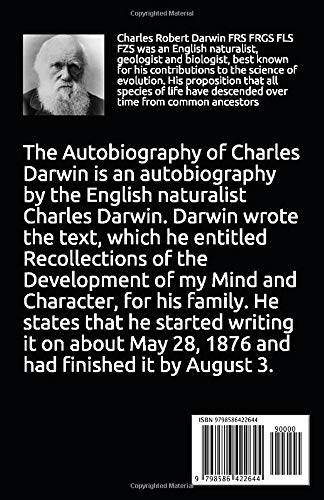 Charles Robert Darwin FRS FRGS FLS
FZS was an English naturalist,
geologist and biologist, best known
for his contributions to the science of
evolution. His proposition that all
species of life have descended over
time from common ancestors
The Autobiography of Charles
Darwin is an autobiography
by the English naturalist
Charles Darwin. Darwin wrote
the text, which he entitled
Recollections of the
Development of my Mind and
Character, for his family. He
states that he started writing
it on about May 28, 1876 and
had finished it by August 3.
ISBN 9798586422644
90000
9 798586 422644